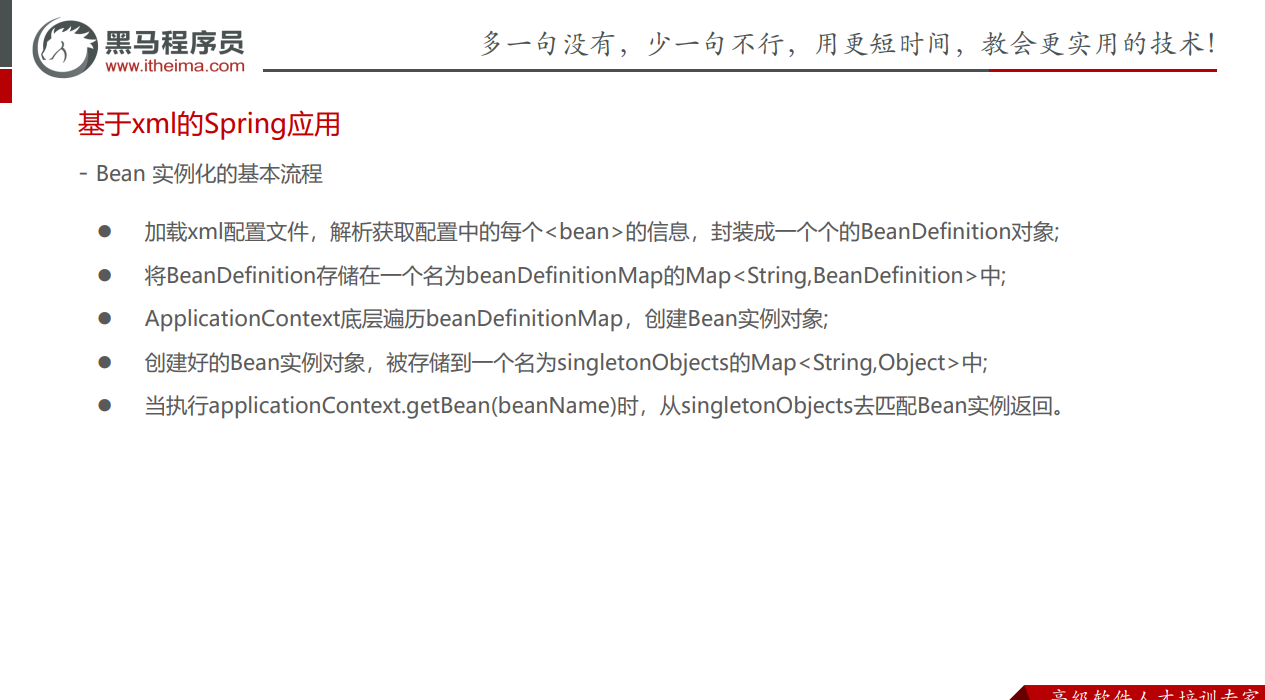 黑马程序员
www.itheima.com
多一句没有，少一句不行，用更短时间，教会更实用的技术！
基于xml的Spring应用
- Bean 实例化的基本流程
● 加载xml配置文件，解析获取配置中的每个<bean>的信息，封装成一个个的BeanDefinition对象;
● 将BeanDefinition存储在一个名为beanDefinitionMap的Map<String,BeanDefinition>中;
● ApplicationContext底层遍历beanDefinitionMap，创建Bean实例对象;
● 创建好的Bean实例对象，被存储到一个名为singletonObjects的Map<String,Object>中;
● 当执行applicationContext.getBean(beanName)时，从singletonObjects去匹配Bean实例返回。
高级软件人才培训专家